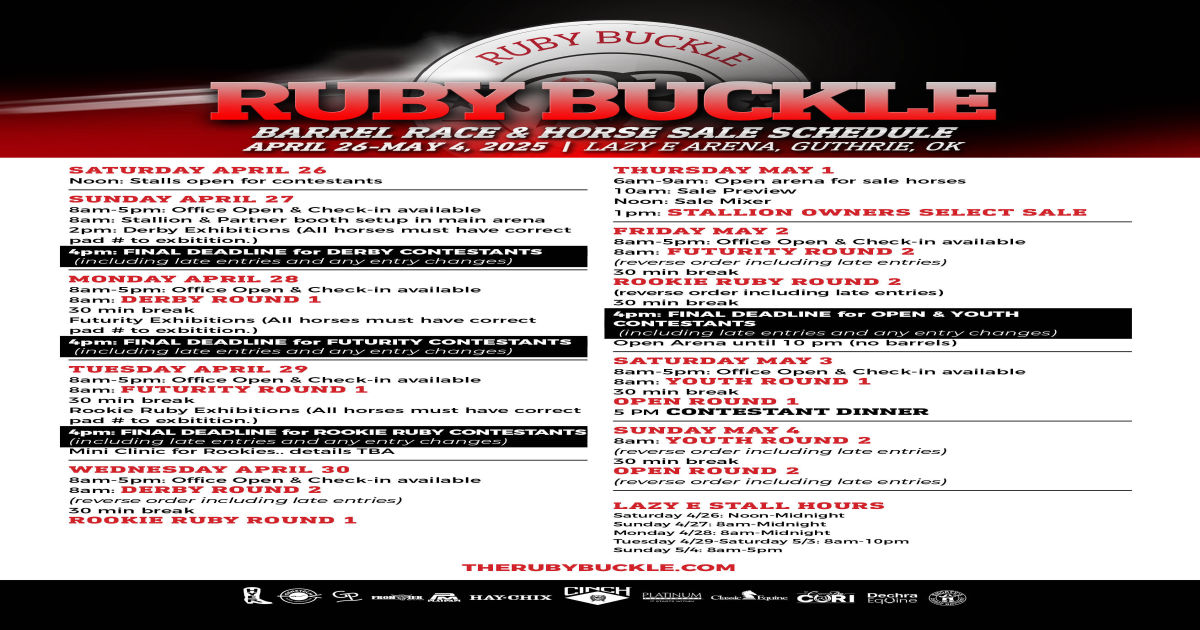 RUBY BUCKLE
RUBY BUCKLE
BARREL RACE & HORSE SALE SCHEDULE
APRIL 26-MAY 4, 2025 | LAZY E ARENA, GUTHRIE, OK
SATURDAY APRIL 26
Noon: Stalls open for contestants
SUNDAY APRIL 27
8am-5pm: Office Open & Check-in available
8am: Stallion & Partner booth setup in main arena
2pm: Derby Exhibitions (All horses must have correct
pad # to exbitition.)
4pm: FINAL DEADLINE for DERBY CONTESTANTS
(including late entries and any entry changes)
MONDAY APRIL 28
8am-5pm: Office Open & Check-in available
8am: DERBY ROUND 1
30 min break
Futurity Exhibitions (All horses must have correct
pad # to exbitition.)
4pm: FINAL DEADLINE for FUTURITY CONTESTANTS
(including late entries and any entry changes)
TUESDAY APRIL 29
8am-5pm: Office Open & Check-in available
8am: FUTURITY ROUND 1
30 min break
Rookie Ruby Exhibitions (All horses must have correct
pad # to exbitition.)
4pm: FINAL DEADLINE for ROOKIE RUBY CONTESTANTS
(including late entries and any entry changes)
Mini Clinic for Rookies.. details TBA
WEDNESDAY APRIL 30
8am-5pm: Office Open & Check-in available
8am: DERBY ROUND 2
(reverse order including late entries)
30 min break
ROOKIE RUBY ROUND 1
THURSDAY MAY 1
6am-9am: Open arena for sale horses
10am: Sale Preview
Noon: Sale Mixer
1pm: STALLION OWNERS SELECT SALE
FRIDAY MAY 2
8am-5pm: Office Open & Check-in available
8am: FUTURITY ROUND 2
(reverse order including late entries)
30 min break
ROOKIE RUBY ROUND 2
(reverse order including late entries)
30 min break
4pm: FINAL DEADLINE for OPEN & YOUTH
CONTESTANTS
(including late entries and any entry changes)
Open Arena until 10 pm (no barrels)
SATURDAY MAY 3
8am-5pm: Office Open & Check-in available
8am: YOUTH ROUND 1
30 min break
OPEN ROUND 1
5 PM CONTESTANT DINNER
SUNDAY MAY 4
8am: YOUTH ROUND 2
(reverse order including late entries)
30 min break
OPEN ROUND 2
(reverse order including late entries)
LAZY E STALL HOURS
Saturday 4/26: Noon-Midnight
Sunday 4/27: 8am-Midnight
Monday 4/28: 8am-Midnight
Tuesday 4/29-Saturday 5/3: 8am-10pm
Sunday 5/4: 8am-5pm
THERUBYBUCKLE.COM
HAY CHIX
CINCH
PLATINUM
Classic Equine
CORI
Dechra
EqUine